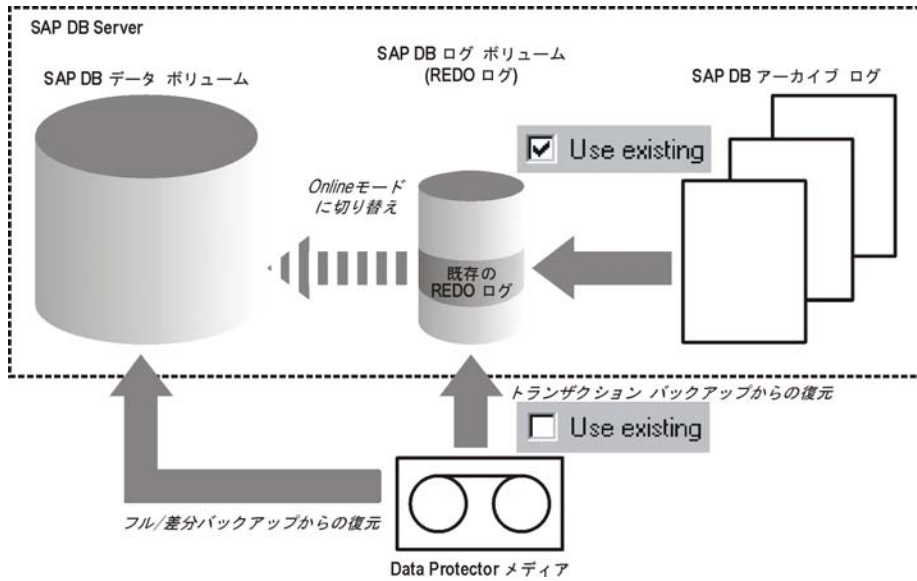 SAP DB Server
SAP DB データ ボリューム
SAP DB ログ ボリューム
(REDO ログ)
SAP DB アーカイブ ログ
Use existing
Onlineモード
に切り替え
既存の
REDO ログ
トランザクション バックアップからの復元
Use existing
フル/差分バックアップからの復元
Data Protector メディア